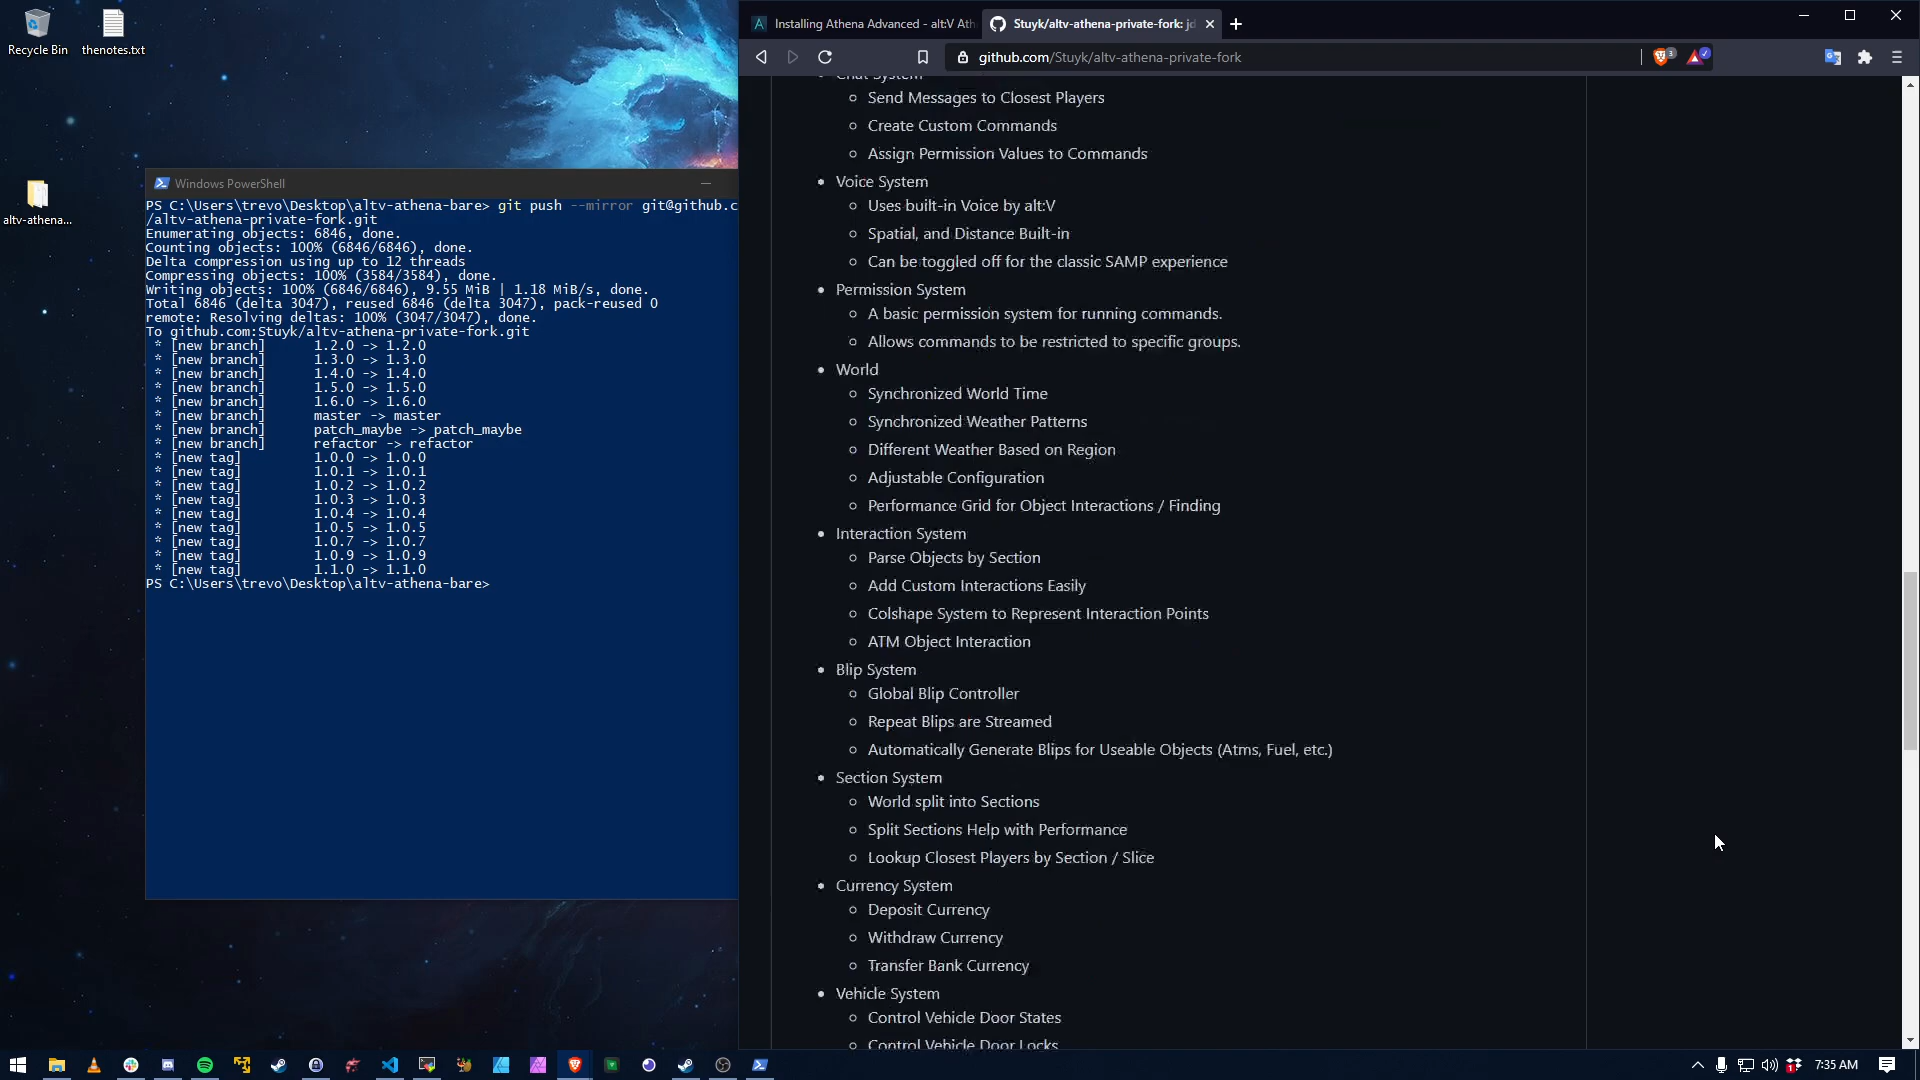 Recycle Bin
thenotes.txt
altv-athena...
Windows PowerShell
PS C:\Users\trevo\Desktop\altv-athena-bare> git push --mirror git@github.c
/altv-athena-private-fork.git
Enumerating objects: 6846, done.
Counting objects: 100% (6846/6846), done.
Delta compression using up to 12 threads
Compressing objects: 100% (3584/3584), done.
Writing objects: 100% (6846/6846), 9.55 MiB | 1.18 MiB/s, done.
Total 6846 (delta 3047), reused 6846 (delta 3047), pack-reused 0
remote: Resolving deltas: 100% (3047/3047), done.
To github.com:Stuyk/altv-athena-private-fork.git
* [new branch] 1.2.0 -> 1.2.0
* [new branch] 1.3.0 -> 1.3.0
* [new branch] 1.4.0 -> 1.4.0
* [new branch] 1.5.0 -> 1.5.0
* [new branch] 1.6.0 -> 1.6.0
* [new branch] master -> master
* [new branch] patch_maybe -> patch_maybe
* [new branch] refactor -> refactor
* [new tag] 1.0.0 -> 1.0.0
* [new tag] 1.0.1 -> 1.0.1
* [new tag] 1.0.2 -> 1.0.2
* [new tag] 1.0.3 -> 1.0.3
* [new tag] 1.0.4 -> 1.0.4
* [new tag] 1.0.5 -> 1.0.5
* [new tag] 1.0.7 -> 1.0.7
* [new tag] 1.0.9 -> 1.0.9
* [new tag] 1.1.0 -> 1.1.0
PS C:\Users\trevo\Desktop\altv-athena-bare>
Installing Athena Advanced - alt:V Ath
Stuyk/altv-athena-private-fork: jd
github.com/Stuyk/altv-athena-private-fork
3
Chat System
Send Messages to Closest Players
Create Custom Commands
Assign Permission Values to Commands
Voice System
Uses built-in Voice by alt:V
Spatial, and Distance Built-in
Can be toggled off for the classic SAMP experience
Permission System
A basic permission system for running commands.
Allows commands to be restricted to specific groups.
World
Synchronized World Time
Synchronized Weather Patterns
Different Weather Based on Region
Adjustable Configuration
Performance Grid for Object Interactions / Finding
Interaction System
Parse Objects by Section
Add Custom Interactions Easily
Colshape System to Represent Interaction Points
ATM Object Interaction
Blip System
Global Blip Controller
Repeat Blips are Streamed
Automatically Generate Blips for Useable Objects (Atms, Fuel, etc.)
Section System
World split into Sections
Split Sections Help with Performance
Lookup Closest Players by Section / Slice
Currency System
Deposit Currency
Withdraw Currency
Transfer Bank Currency
Vehicle System
Control Vehicle Door States
Control Vehicle Door Locks
7:35 AM